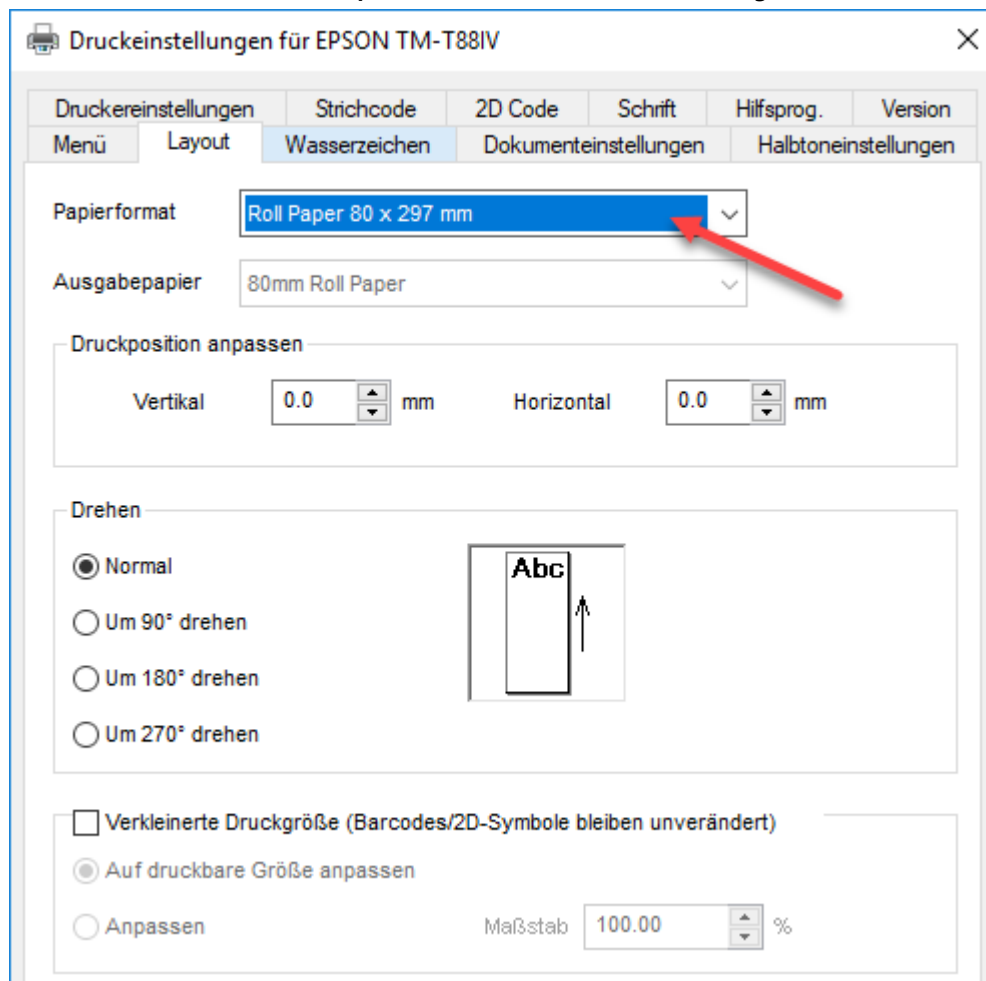 Druckeinstellungen für EPSON TM-T88IV
Druckereinstellungen Strichcode 2D Code Schrift Hilfsprog. Version
Menü Layout Wasserzeichen Dokumenteinstellungen Halbtoneinstellungen
Papierformat Roll Paper 80 x 297 mm
Ausgabepapier 80mm Roll Paper
Druckposition anpassen
Vertikal 0.0 mm Horizontal 0.0 mm
Drehen
Normal
Abc
Um 90° drehen
Um 180° drehen
Um 270° drehen
Verkleinerte Druckgröße (Barcodes/2D-Symbole bleiben unverändert)
Auf druckbare Größe anpassen
Anpassen Maßstab 100.00 %